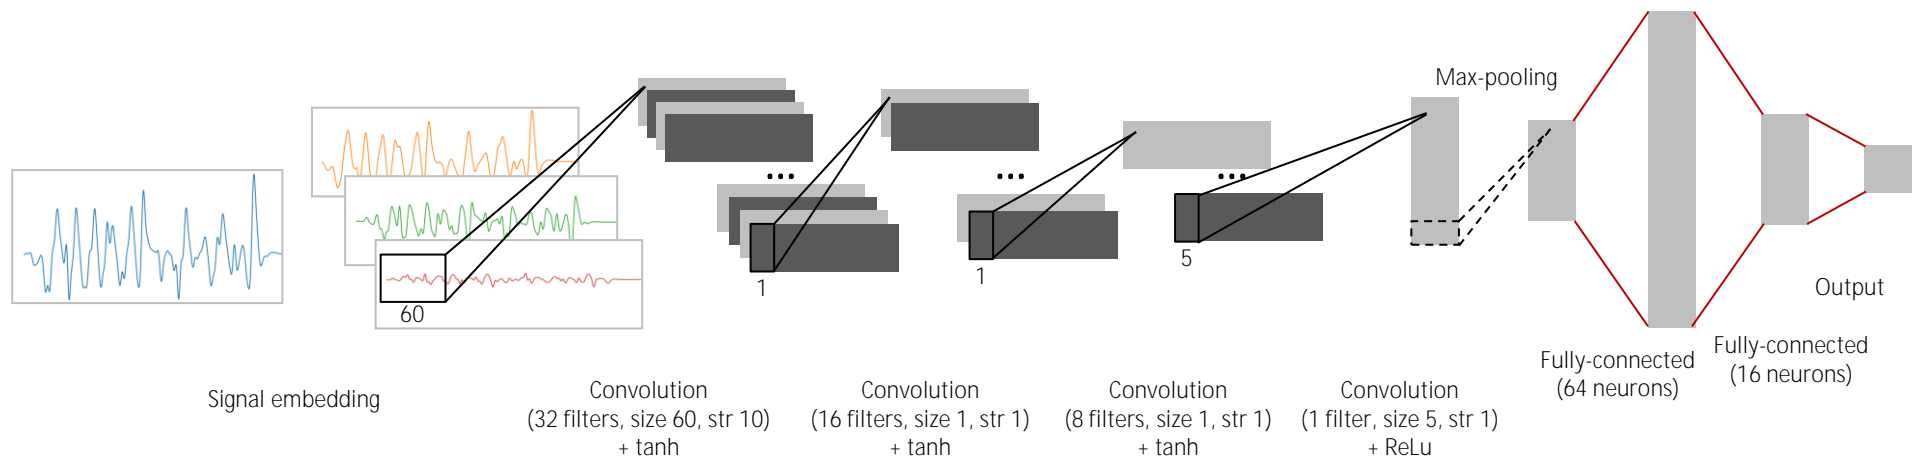 Max-pooling
...
...
...
60
1
1
5
Output
Signal embedding
Convolution
(32 filters, size 60, str 10)
+ tanh
Convolution
(16 filters, size 1, str 1)
+ tanh
Convolution
(8 filters, size 1, str 1)
+ tanh
Convolution
(1 filter, size 5, str 1)
+ ReLu
Fully-connected
(64 neurons)
Fully-connected
(16 neurons)